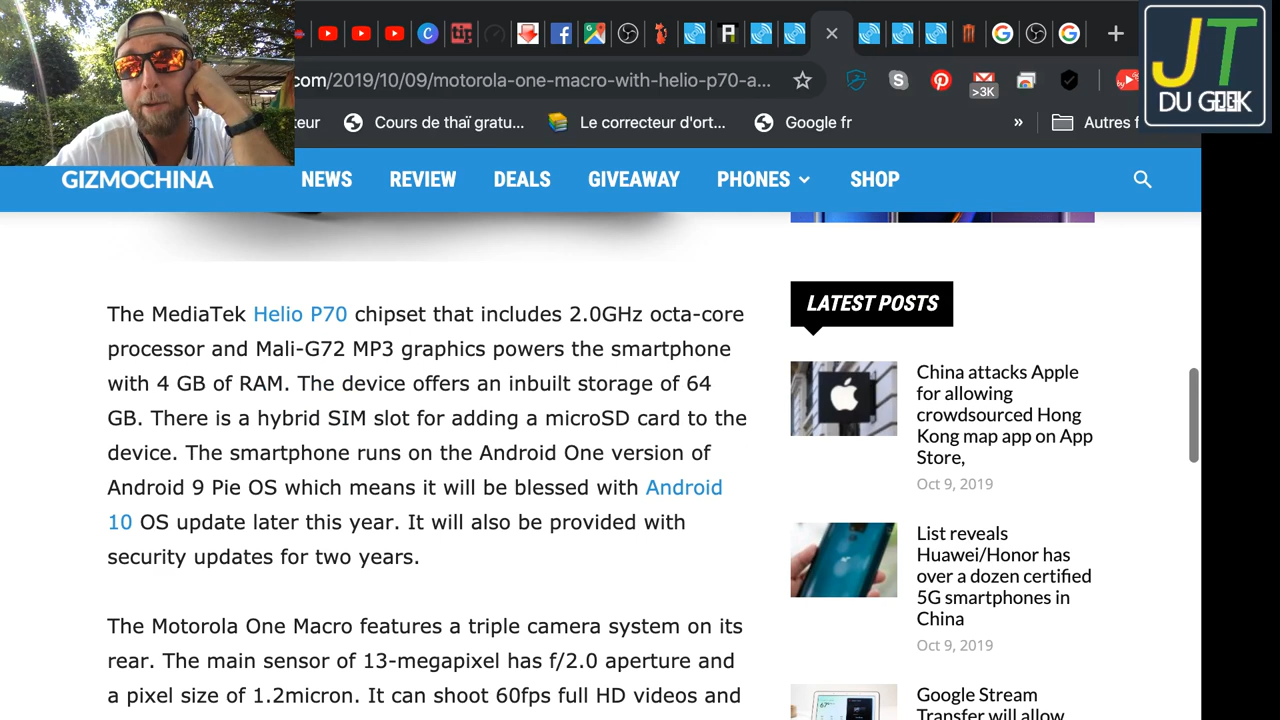 .com/2019/10/09/motorola-one-macro-with-helio-p70-a...
>3K
JT
DU GEEK
teur
Cours de thaï gratu...
Le correcteur d'ort...
Google fr
»
Autres f
GIZMOCHINA
NEWS
REVIEW
DEALS
GIVEAWAY
PHONES
SHOP
The MediaTek Helio P70 chipset that includes 2.0GHz octa-core
processor and Mali-G72 MP3 graphics powers the smartphone
with 4 GB of RAM. The device offers an inbuilt storage of 64
GB. There is a hybrid SIM slot for adding a microSD card to the
device. The smartphone runs on the Android One version of
Android 9 Pie OS which means it will be blessed with Android
10 OS update later this year. It will also be provided with
security updates for two years.
The Motorola One Macro features a triple camera system on its
rear. The main sensor of 13-megapixel has f/2.0 aperture and
a pixel size of 1.2micron. It can shoot 60fps full HD videos and
LATEST POSTS
China attacks Apple
for allowing
crowdsourced Hong
Kong map app on App
Store,
Oct 9, 2019
List reveals
Huawei/Honor has
over a dozen certified
5G smartphones in
China
Oct 9, 2019
Google Stream
Transfer will allow